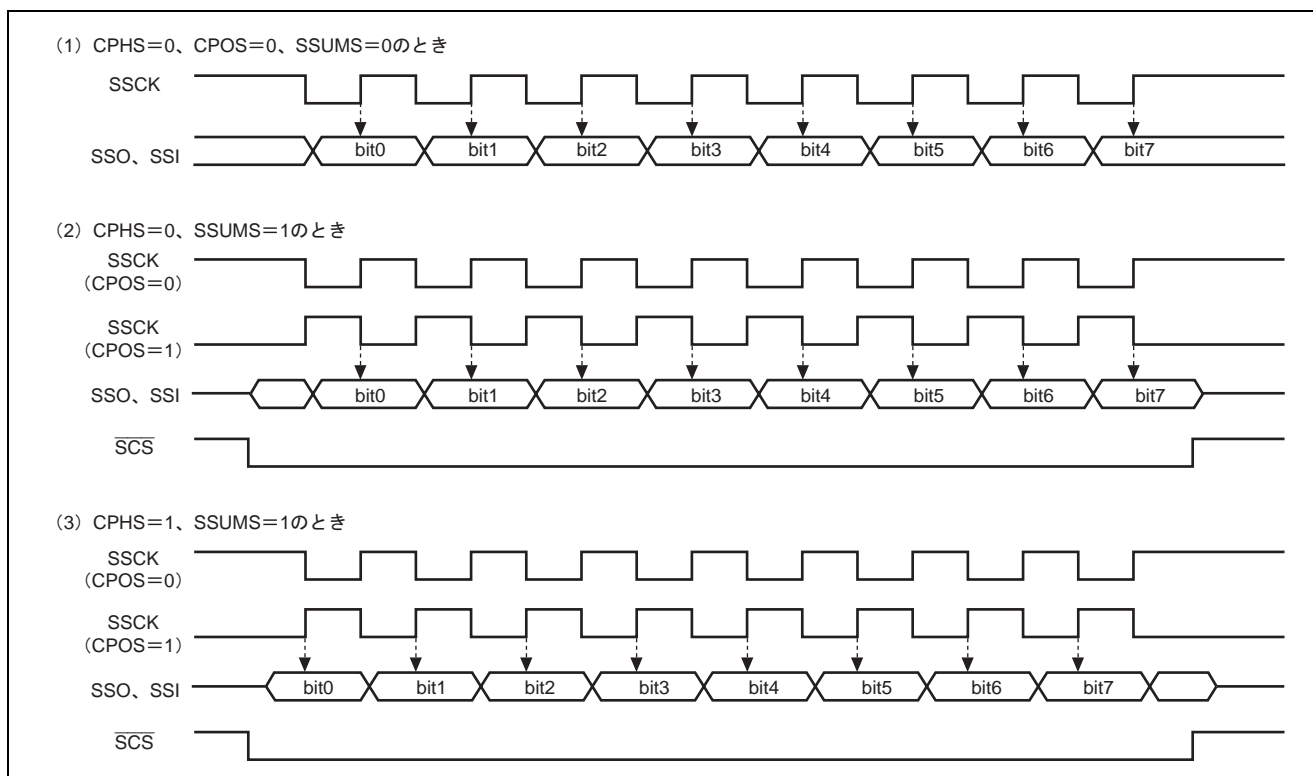 (1) CPHS=0、CPOS=0、SSUMS=0のとき
SSCK
SSO、SSI
bit0 bit1 bit2 bit3 bit4 bit5 bit6 bit7
(2) CPHS=0、SSUMS=1のとき
SSCK
(CPOS=0)
SSCK
(CPOS=1)
SSO、SSI
bit0 bit1 bit2 bit3 bit4 bit5 bit6 bit7
SCS
(3) CPHS=1、SSUMS=1のとき
SSCK
(CPOS=0)
SSCK
(CPOS=1)
SSO、SSI
bit0 bit1 bit2 bit3 bit4 bit5 bit6 bit7
SCS